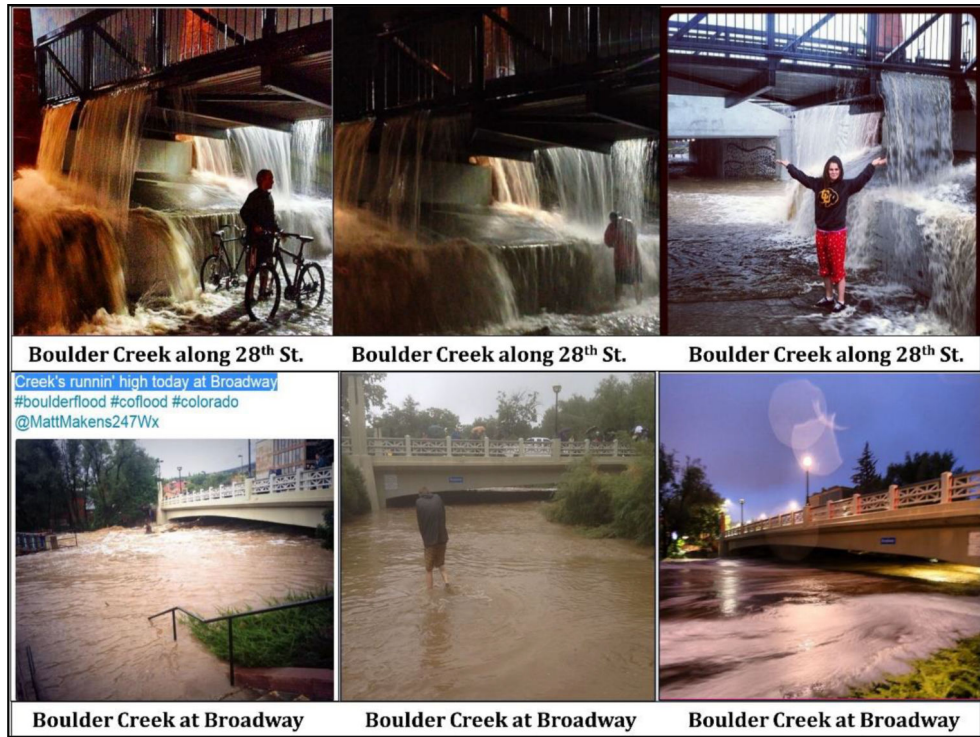 Boulder Creek along 28th St.
Boulder Creek along 28th St.
CU
Boulder Creek along 28th St.
Creek's runnin' high today at Broadway
#boulderflood #coflood #colorado
@MattMakens247Wx
Boulder Creek at Broadway
Boulder Creek at Broadway
Boulder Creek at Broadway